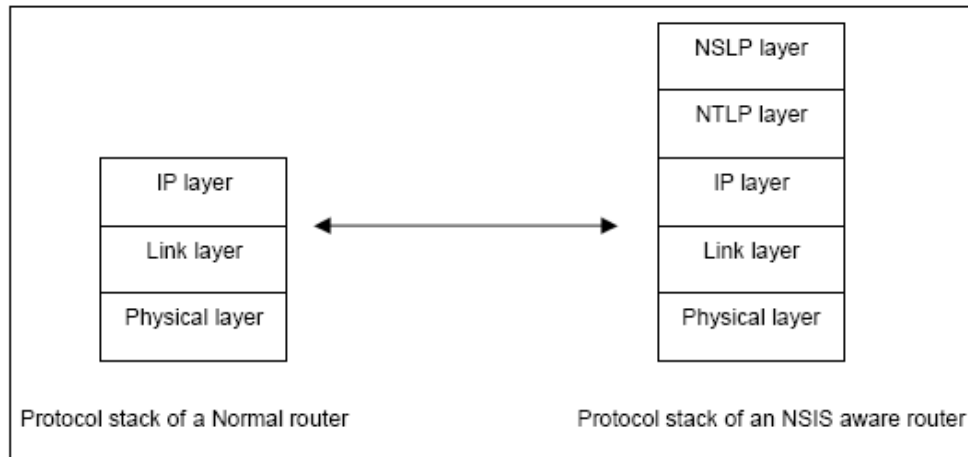 NSLP layer
NTLP layer
IP layer
IP layer
Link layer
Link layer
Physical layer
Physical layer
Protocol stack of a Normal router
Protocol stack of an NSIS aware router